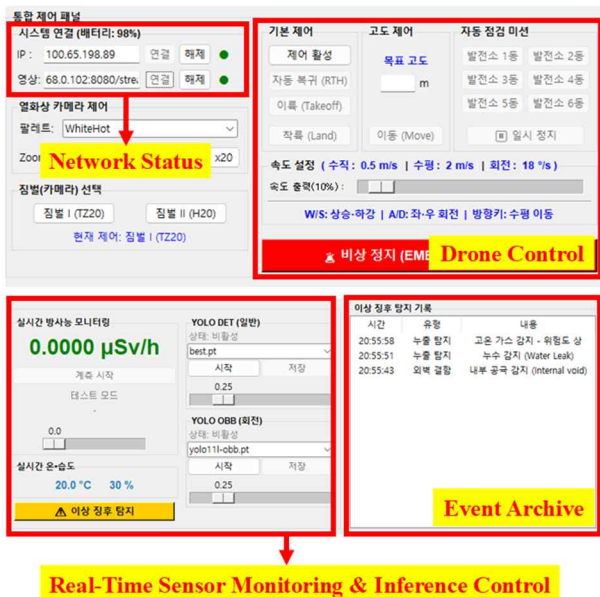 통합 제어 패널
시스템 연결 (배터리: 98%)
IP : 100.65.198.89 연결 해제
영상: 68.0.102:8080/strea 연결 해제
열화상 카메라 제어
팔레트: WhiteHot
Zoom x20
Network Status
짐벌(카메라) 선택
짐벌 I (TZ20) 짐벌 II (H20)
현재 제어: 짐벌 I (TZ20)
기본 제어 고도 제어 자동 점검 미션
제어 활성 목표 고도 발전소 1동 발전소 2동
자동 복귀 (RTH) m 발전소 3동 발전소 4동
이륙 (Takeoff) 발전소 5동 발전소 6동
착륙 (Land) 이동 (Move) 일시 정지
속도 설정 ( 수직: 0.5 m/s | 수평: 2 m/s | 회전: 18 °/s )
속도 출력(10%) :
W/S: 상승·하강 | A/D: 좌·우 회전 | 방향키: 수평 이동
비상 정지 (EME
Drone Control
실시간 방사능 모니터링
0.0000 μSv/h
계측 시작
테스트 모드
-
0.0
실시간 온·습도
20.0 °C 30 %
⚠ 이상 징후 탐지
YOLO DET (일반)
상태: 비활성
best.pt
시작 저장
0.25
YOLO OBB (회전)
상태: 비활성
yolo11l-obb.pt
시작 저장
0.25
이상 징후 탐지 기록
시간 유형 내용
20:55:58 누출 탐지 고온 가스 감지 - 위험도 상
20:55:51 누출 탐지 누수 감지 (Water Leak)
20:55:43 외벽 결함 내부 공극 감지 (Internal void)
Event Archive
Real-Time Sensor Monitoring & Inference Control